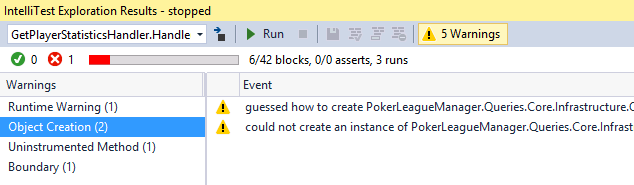 IntelliTest Exploration Results - stopped
GetPlayerStatisticsHandler.Handle Run 5 Warnings
0 1 6/42 blocks, 0/0 asserts, 3 runs
Warnings Event
Runtime Warning (1) guessed how to create PokerLeagueManager.Queries.Core.Infrastructure.
Object Creation (2) could not create an instance of PokerLeagueManager.Queries.Core.Infrast
Uninstrumented Method (1)
Boundary (1)